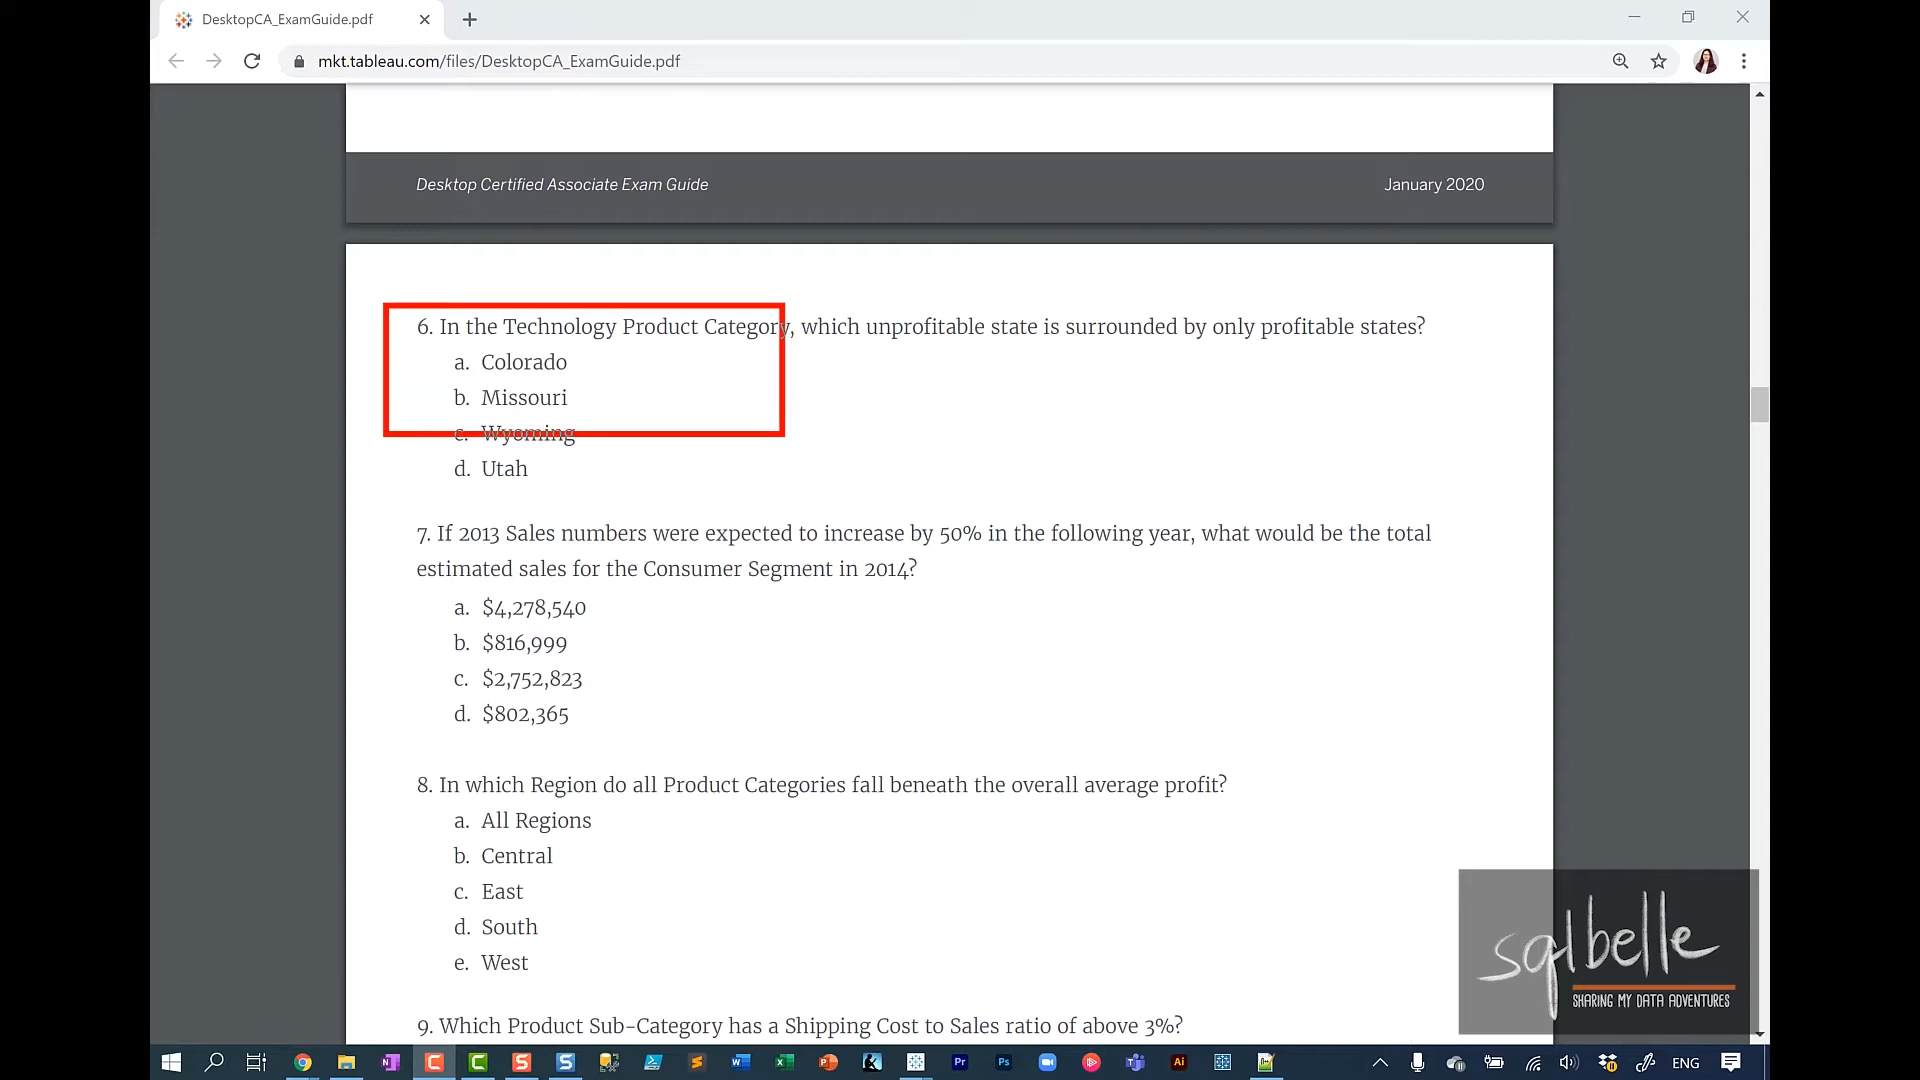 DesktopCA_ExamGuide.pdf
mkt.tableau.com/files/DesktopCA_ExamGuide.pdf
Desktop Certified Associate Exam Guide
January 2020
6. In the Technology Product Category, which unprofitable state is surrounded by only profitable states?
a. Colorado
b. Missouri
c. Wyoming
d. Utah
7. If 2013 Sales numbers were expected to increase by 50% in the following year, what would be the total
estimated sales for the Consumer Segment in 2014?
a. $4,278,540
b. $816,999
c. $2,752,823
d. $802,365
8. In which Region do all Product Categories fall beneath the overall average profit?
a. All Regions
b. Central
c. East
d. South
e. West
9. Which Product Sub-Category has a Shipping Cost to Sales ratio of above 3%?
sqlbelle
SHARING MY DATA ADVENTURES
ENG